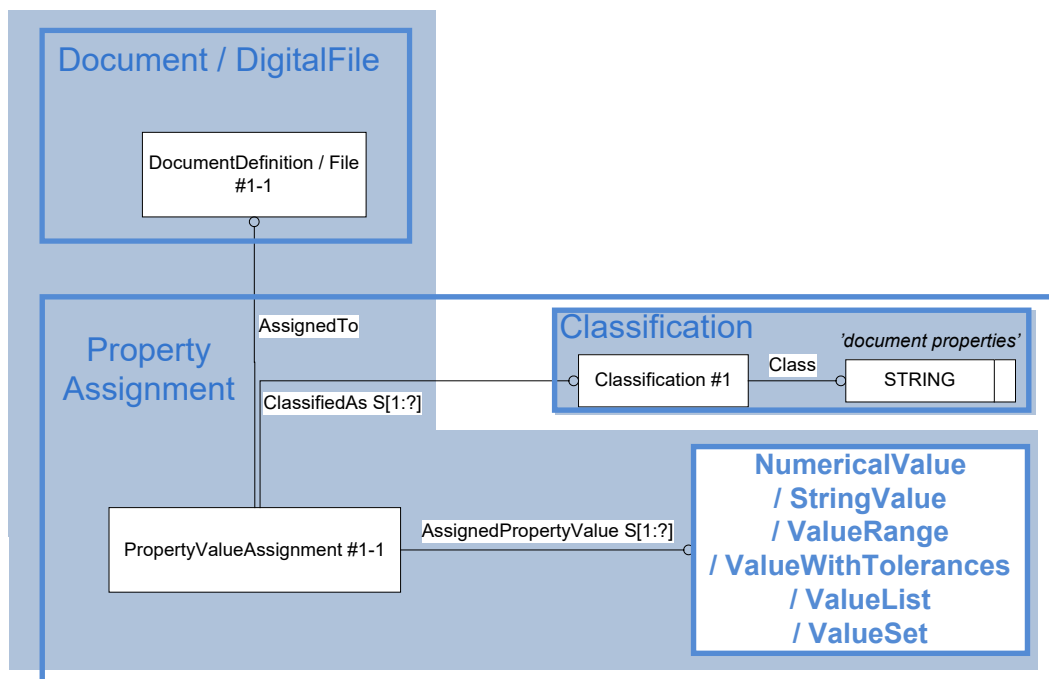 Document / DigitalFile
DocumentDefinition / File
#1-1
AssignedTo
Property
Assignment
Classification
'document properties'
Classification #1
Class
STRING
ClassifiedAs S[1:?]
PropertyValueAssignment #1-1
AssignedPropertyValue S[1:?]
NumericalValue
/ StringValue
/ ValueRange
/ ValueWithTolerances
/ ValueList
/ ValueSet